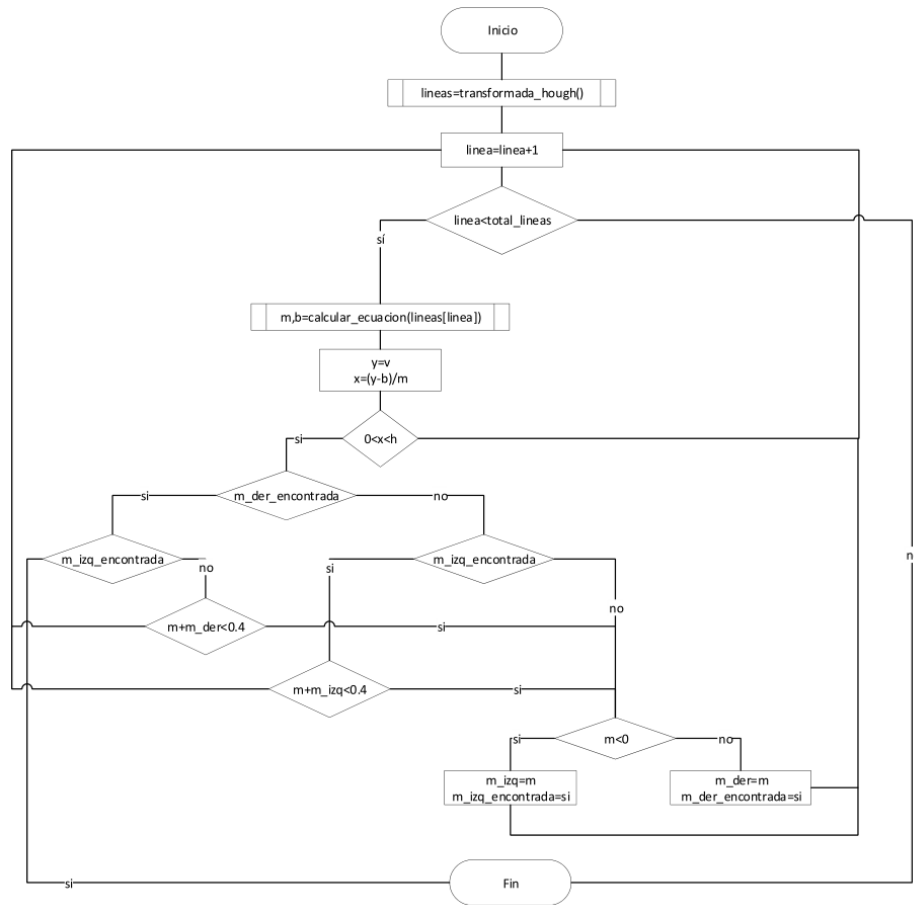 Inicio
lineas=transformada_hough()
linea=linea+1
linea<total_lineas
sí
m,b=calcular_ecuacion(lineas[linea])
y=v
x=(y-b)/m
si
0<x<h
si
m_der_encontrada
no
m_izq_encontrada
no
si
m_izq_encontrada
no
n
m+m_der<0.4
si
m+m_izq<0.4
si
si
m<0
no
m_izq=m
m_izq_encontrada=si
m_der=m
m_der_encontrada=si
si
Fin